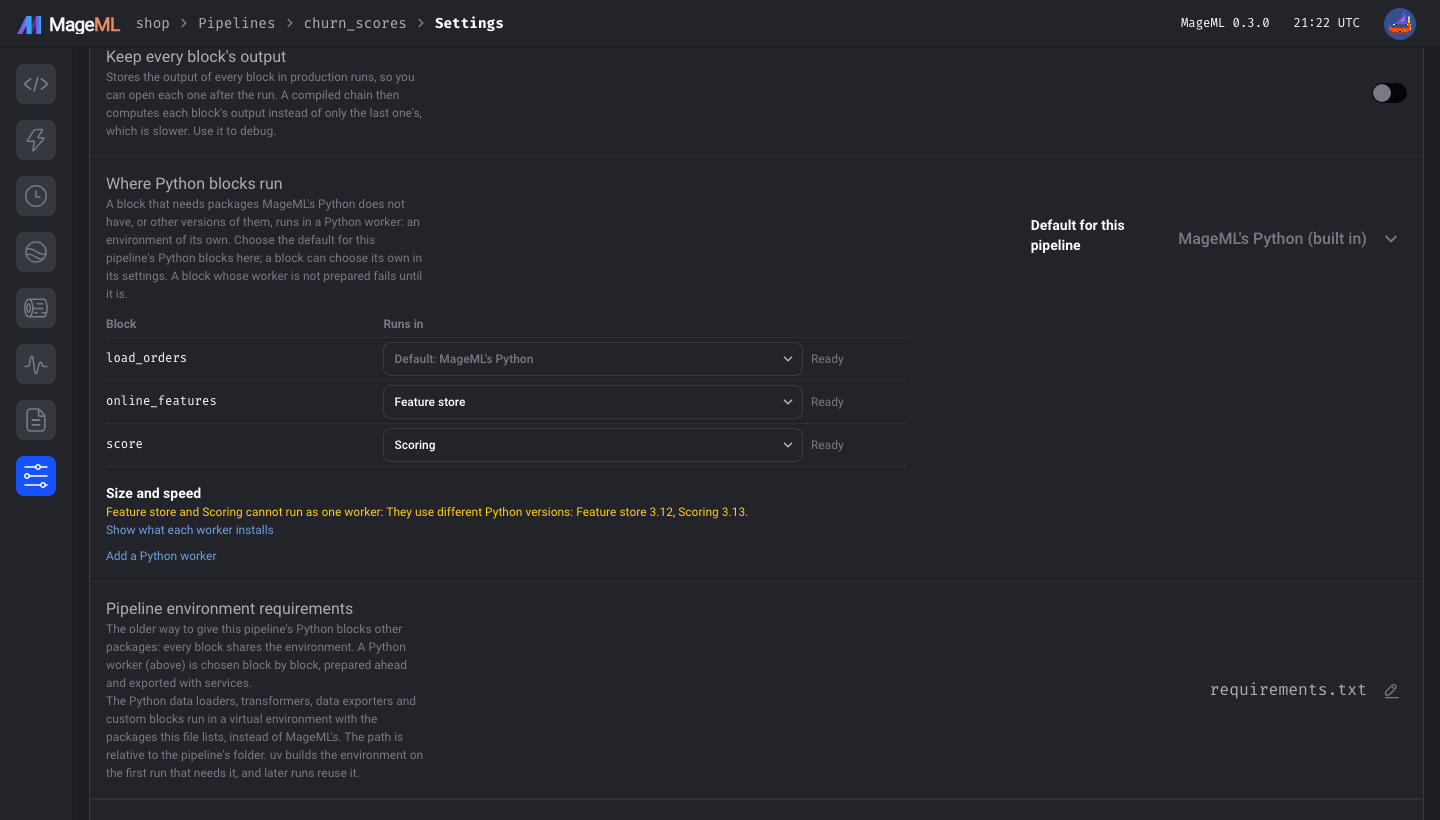 MageML shop > Pipelines > churn_scores > Settings MageML 0.3.0 21:22 UTC
Keep every block's output
Stores the output of every block in production runs, so you
can open each one after the run. A compiled chain then
computes each block's output instead of only the last one's,
which is slower. Use it to debug.
Where Python blocks run
A block that needs packages MageML's Python does not
have, or other versions of them, runs in a Python worker: an
environment of its own. Choose the default for this
pipeline's Python blocks here; a block can choose its own in
its settings. A block whose worker is not prepared fails until
it is.
Default for this
pipeline
MageML's Python (built in)
Block Runs in
load_orders Default: MageML's Python Ready
online_features Feature store Ready
score Scoring Ready
Size and speed
Feature store and Scoring cannot run as one worker: They use different Python versions: Feature store 3.12, Scoring 3.13.
Show what each worker installs
Add a Python worker
Pipeline environment requirements
The older way to give this pipeline's Python blocks other
packages: every block shares the environment. A Python
worker (above) is chosen block by block, prepared ahead
and exported with services.
The Python data loaders, transformers, data exporters and
custom blocks run in a virtual environment with the
packages this file lists, instead of MageML's. The path is
relative to the pipeline's folder. uv builds the environment on
the first run that needs it, and later runs reuse it.
requirements.txt